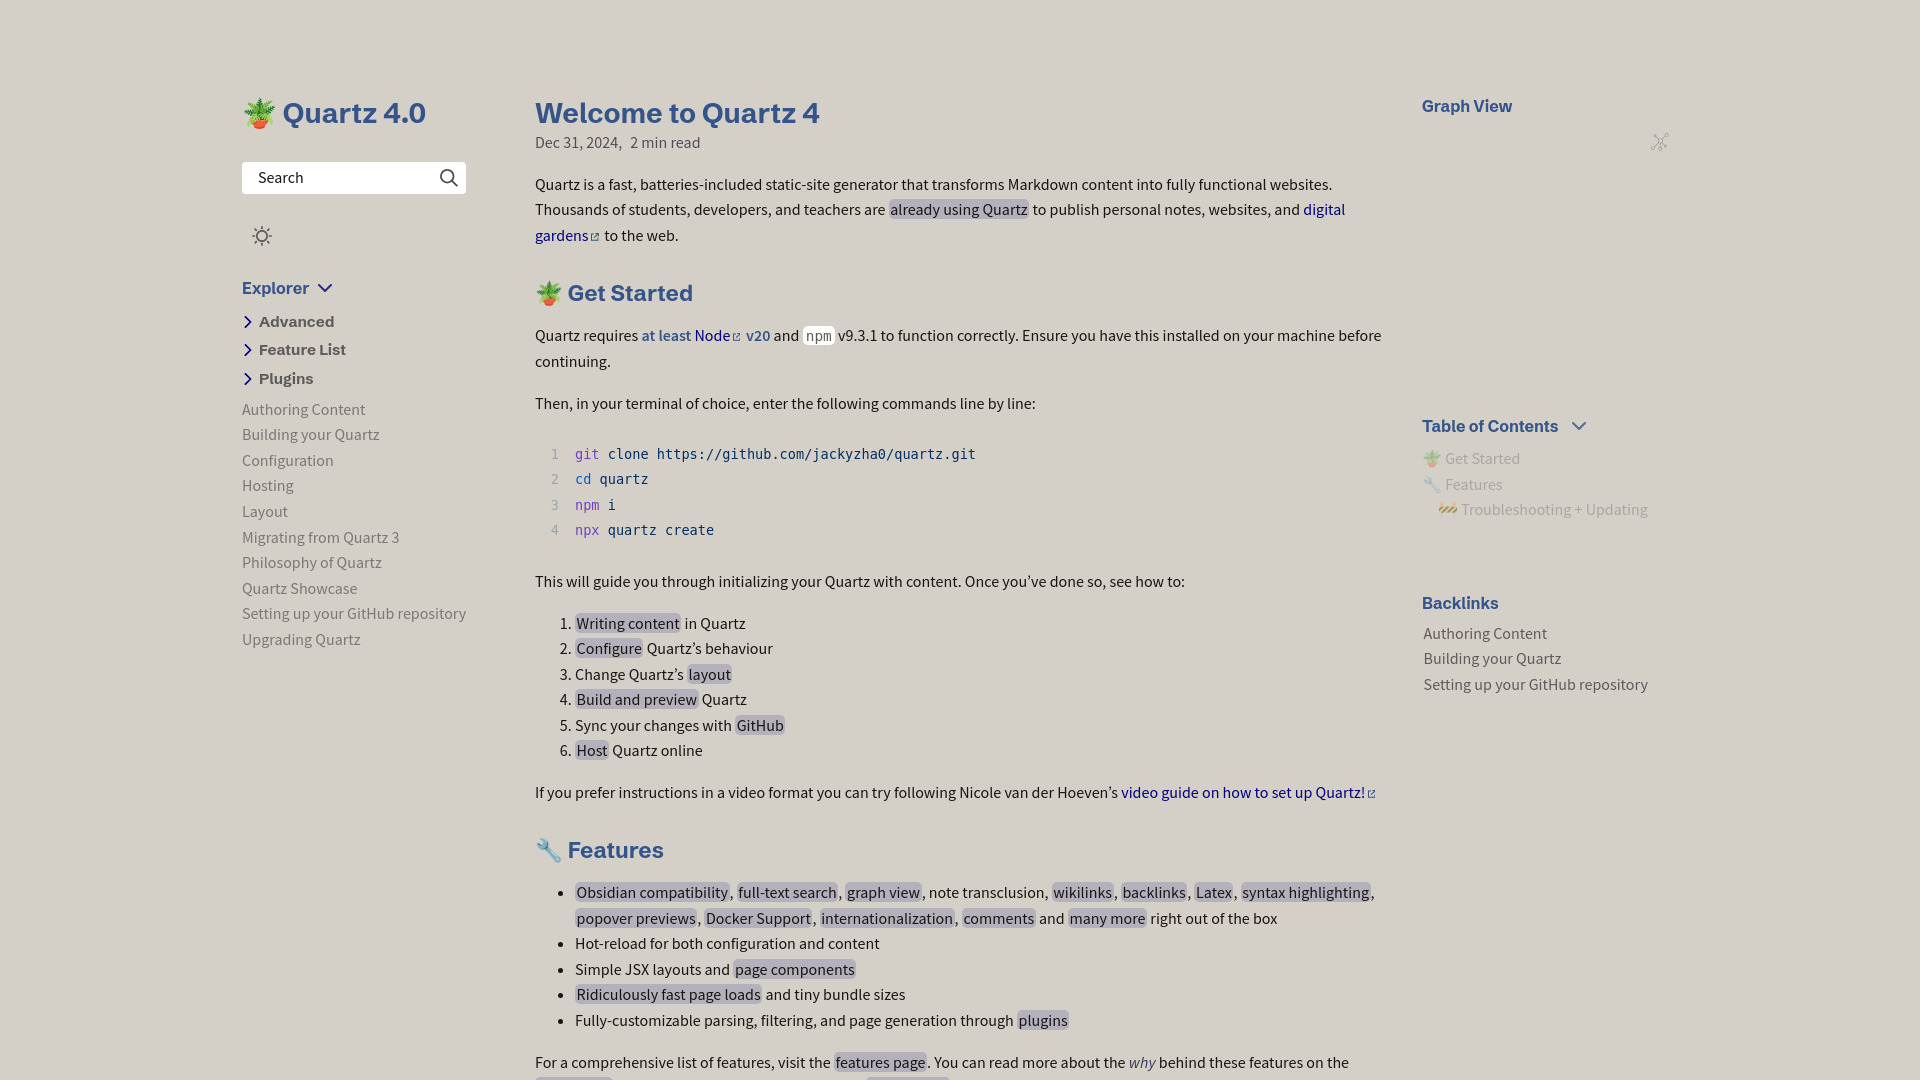 🪴 Quartz 4.0
Search
Explorer
Advanced
Feature List
Plugins
Authoring Content
Building your Quartz
Configuration
Hosting
Layout
Migrating from Quartz 3
Philosophy of Quartz
Quartz Showcase
Setting up your GitHub repository
Upgrading Quartz
Welcome to Quartz 4
Dec 31, 2024, 2 min read
Quartz is a fast, batteries-included static-site generator that transforms Markdown content into fully functional websites.
Thousands of students, developers, and teachers are already using Quartz to publish personal notes, websites, and digital
gardens to the web.
🪴 Get Started
Quartz requires at least Node v20 and npm v9.3.1 to function correctly. Ensure you have this installed on your machine before
continuing.
Then, in your terminal of choice, enter the following commands line by line:
1 git clone https://github.com/jackyzha0/quartz.git
2 cd quartz
3 npm i
4 npx quartz create
This will guide you through initializing your Quartz with content. Once you’ve done so, see how to:
1. Writing content in Quartz
2. Configure Quartz’s behaviour
3. Change Quartz’s layout
4. Build and preview Quartz
5. Sync your changes with GitHub
6. Host Quartz online
If you prefer instructions in a video format you can try following Nicole van der Hoeven’s video guide on how to set up Quartz!
🔧 Features
• Obsidian compatibility, full-text search, graph view, note transclusion, wikilinks, backlinks, Latex, syntax highlighting,
popover previews, Docker Support, internationalization, comments and many more right out of the box
• Hot-reload for both configuration and content
• Simple JSX layouts and page components
• Ridiculously fast page loads and tiny bundle sizes
• Fully-customizable parsing, filtering, and page generation through plugins
For a comprehensive list of features, visit the features page. You can read more about the why behind these features on the
Graph View
Table of Contents
🪴 Get Started
🔧 Features
🚧 Troubleshooting + Updating
Backlinks
Authoring Content
Building your Quartz
Setting up your GitHub repository